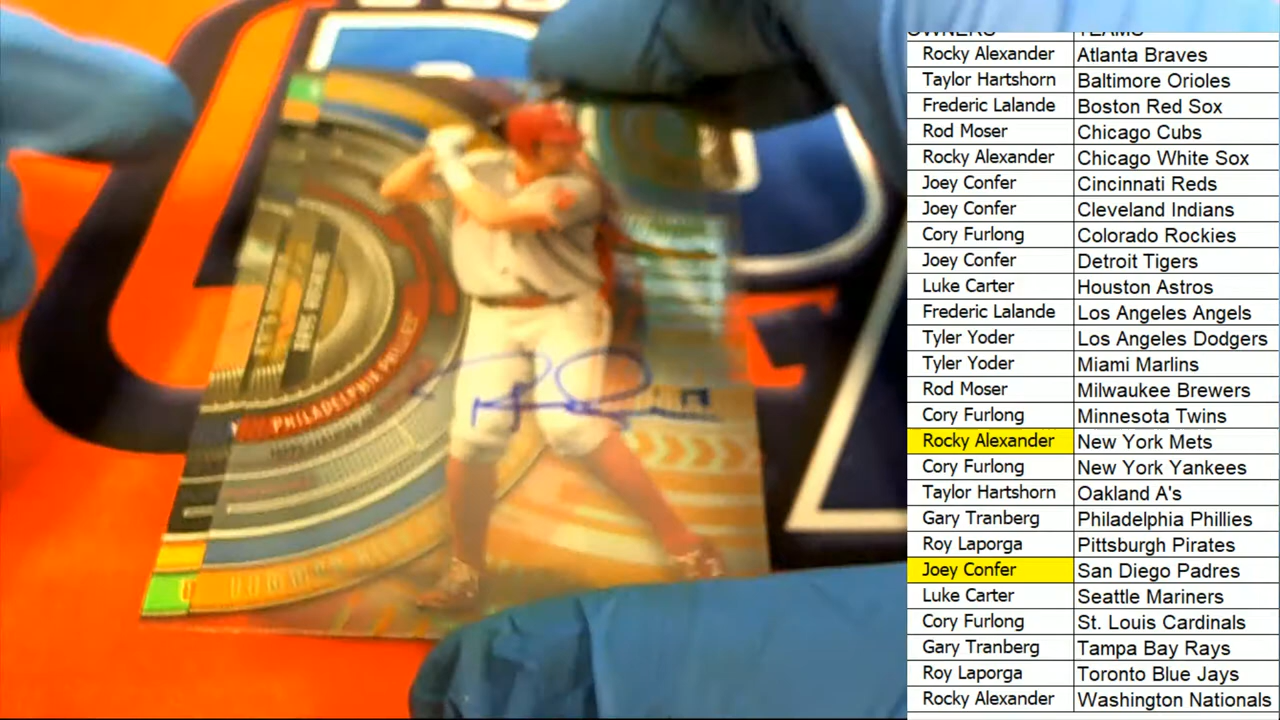 OWNERS TEAMS
Rocky Alexander Atlanta Braves
Taylor Hartshorn Baltimore Orioles
Frederic Lalande Boston Red Sox
Rod Moser Chicago Cubs
Rocky Alexander Chicago White Sox
Joey Confer Cincinnati Reds
Joey Confer Cleveland Indians
Cory Furlong Colorado Rockies
Joey Confer Detroit Tigers
Luke Carter Houston Astros
Frederic Lalande Los Angeles Angels
Tyler Yoder Los Angeles Dodgers
Tyler Yoder Miami Marlins
Rod Moser Milwaukee Brewers
Cory Furlong Minnesota Twins
Rocky Alexander New York Mets
Cory Furlong New York Yankees
Taylor Hartshorn Oakland A's
Gary Tranberg Philadelphia Phillies
Roy Laporga Pittsburgh Pirates
Joey Confer San Diego Padres
Luke Carter Seattle Mariners
Cory Furlong St. Louis Cardinals
Gary Tranberg Tampa Bay Rays
Roy Laporga Toronto Blue Jays
Rocky Alexander Washington Nationals
PHILADELPHIA PHILLIES